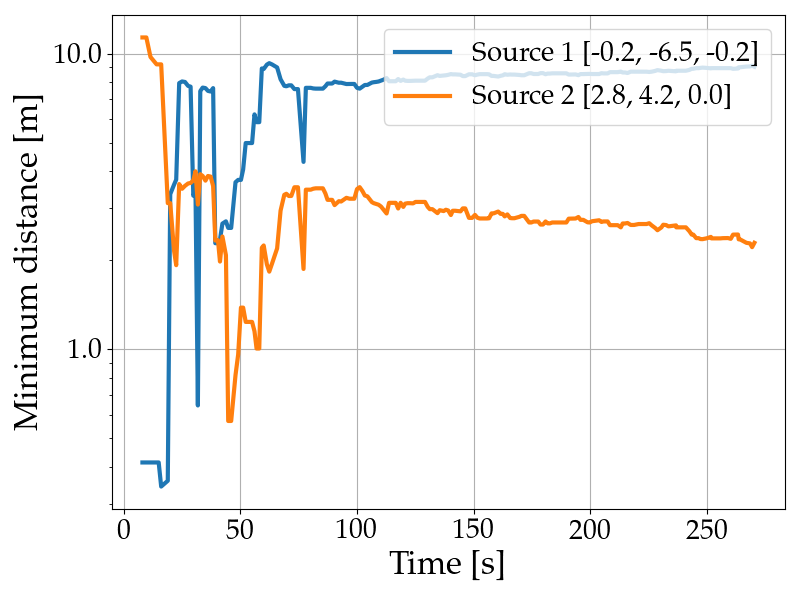 Minimum distance [m]
10.0
1.0
Source 1 [-0.2, -6.5, -0.2]
Source 2 [2.8, 4.2, 0.0]
0 50 100 150 200 250
Time [s]